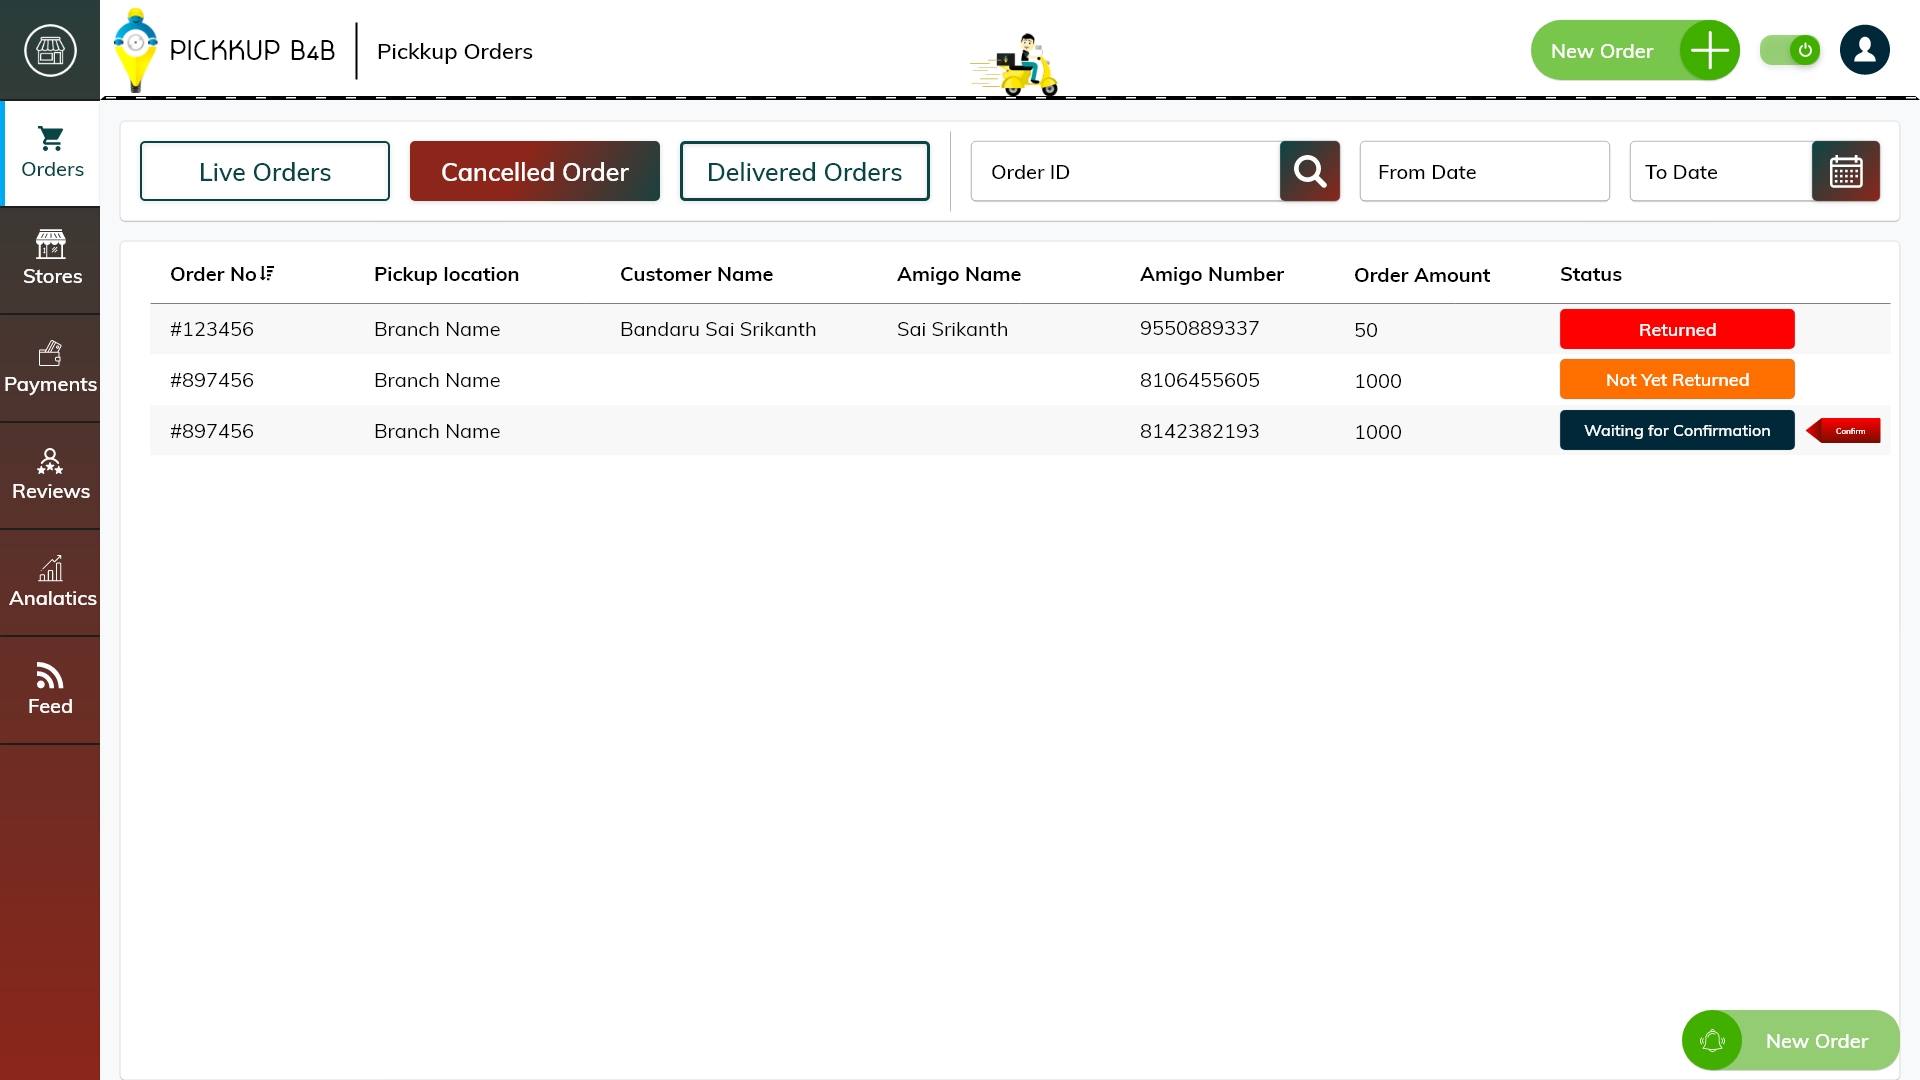 PICKKUP B4B
Pickkup Orders
New Order
Orders
Stores
Payments
Reviews
Analatics
Feed
Live Orders
Cancelled Order
Delivered Orders
Order ID
From Date
To Date
Order No Pickup location Customer Name Amigo Name Amigo Number Order Amount Status
#123456 Branch Name Bandaru Sai Srikanth Sai Srikanth 9550889337 50 Returned
#897456 Branch Name 8106455605 1000 Not Yet Returned
#897456 Branch Name 8142382193 1000 Waiting for Confirmation Confirm
New Order